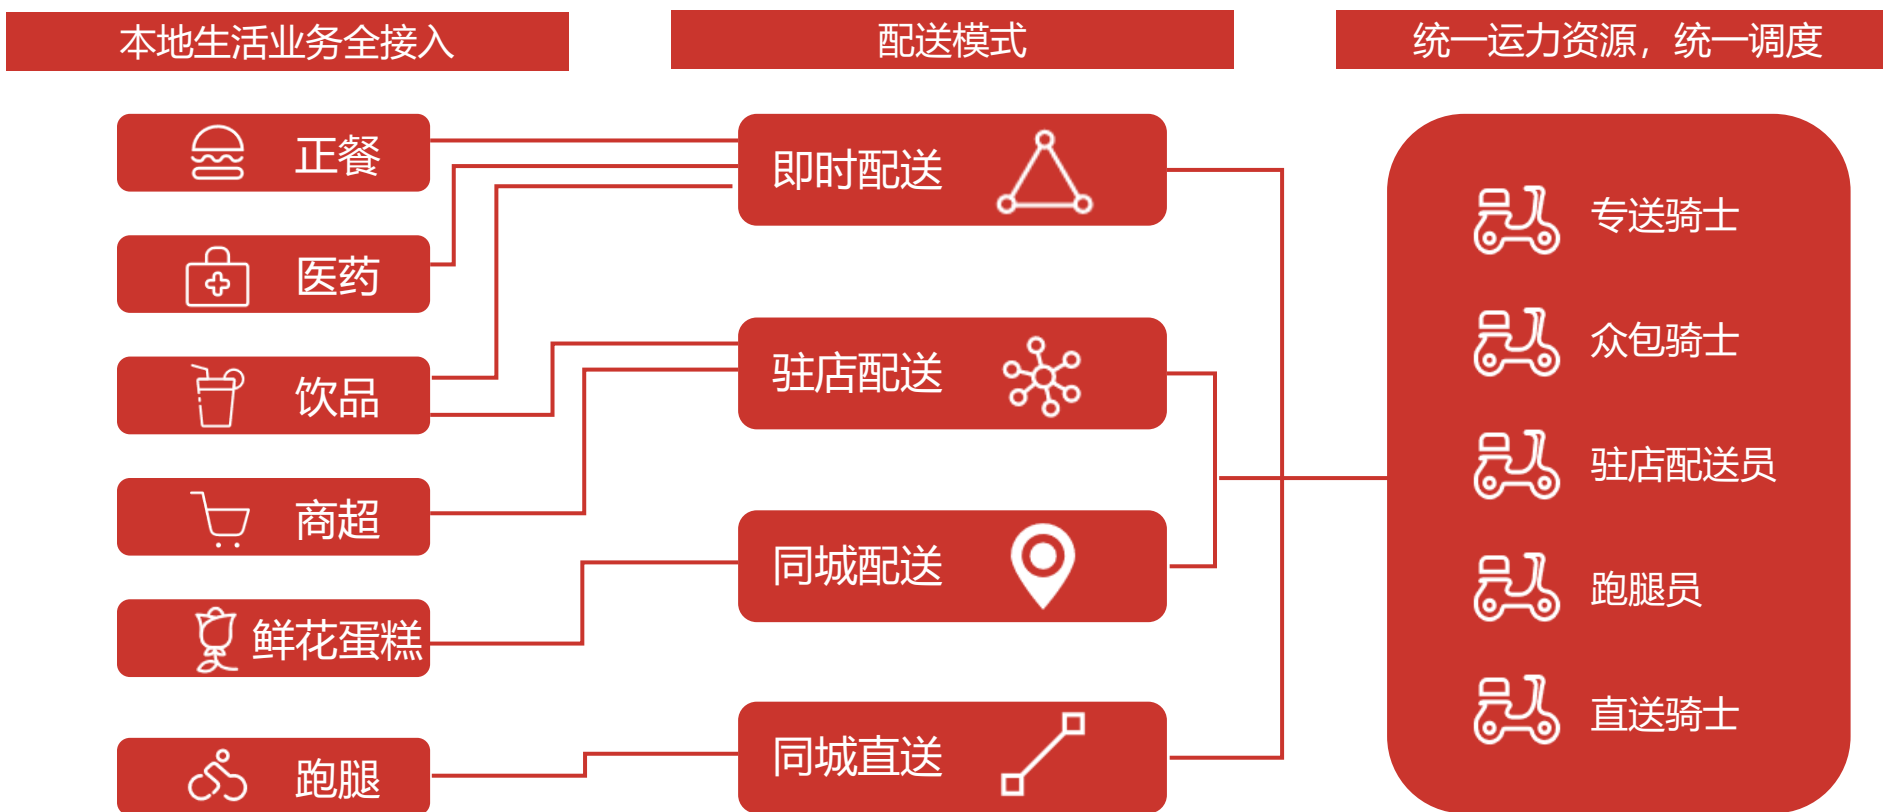 本地生活业务全接入
配送模式
统一运力资源，统一调度
正餐
医药
饮品
商超
鲜花蛋糕
跑腿
即时配送
驻店配送
同城配送
同城直送
专送骑士
众包骑士
驻店配送员
跑腿员
直送骑士